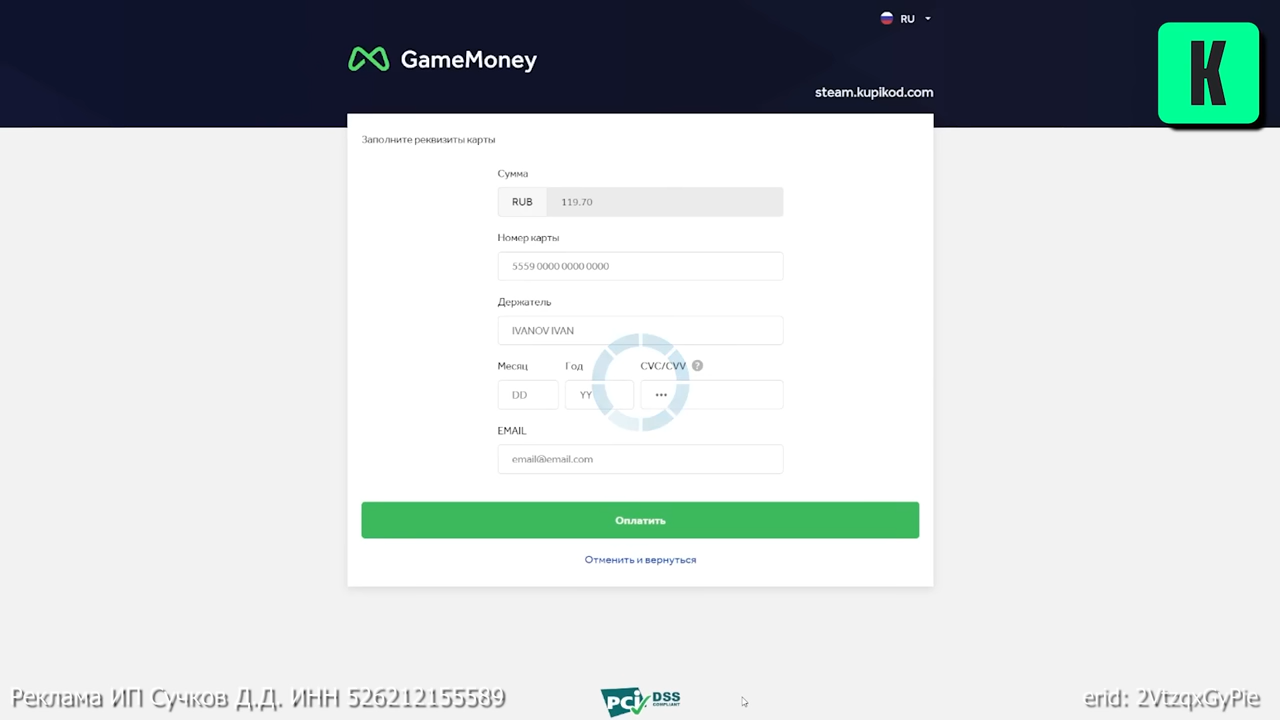 RU
GameMoney
K
steam.kupikod.com
Заполните реквизиты карты
Сумма
RUB 119.70
Номер карты
5559 0000 0000 0000
Держатель
IVANOV IVAN
Месяц Год CVC/CVV ?
DD YY •••
EMAIL
email@email.com
Оплатить
Отменить и вернуться
Реклама ИП Сучков Д.Д. ИНН 526212155589
PCI DSS
COMPLIANT
erid: 2VtzqxGyPie